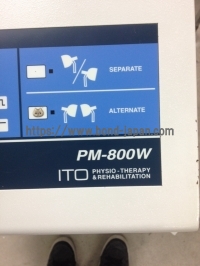 SEPARATE
ALTERNATE
PM-800W
ITO PHYSIO-THERAPY
& REHABILITATION